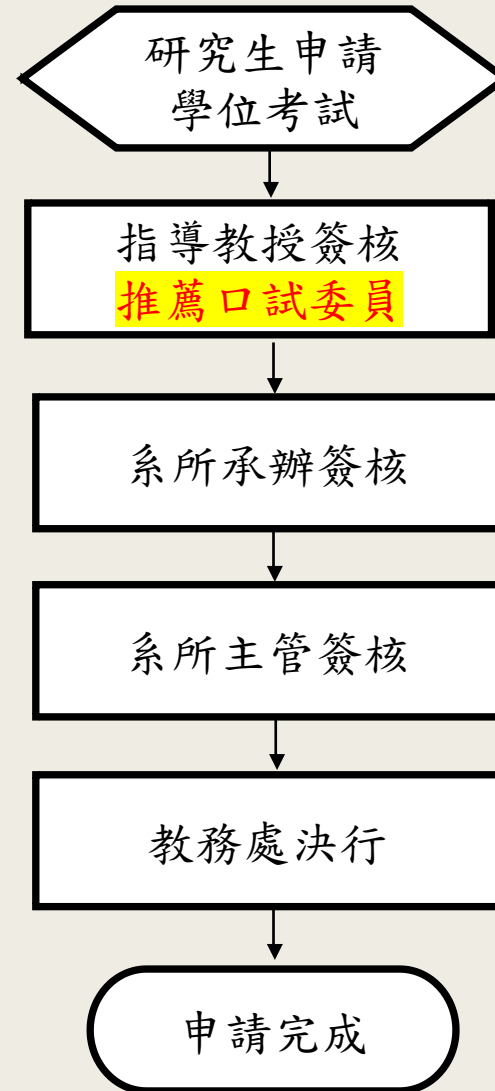 研究生申請
學位考試
指導教授簽核
推薦口試委員
系所承辦簽核
系所主管簽核
教務處決行
申請完成